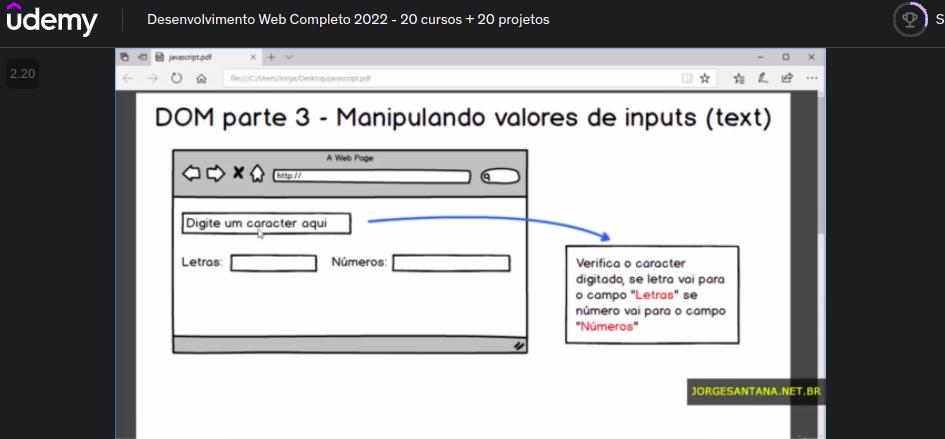 ûdemy
Desenvolvimento Web Completo 2022 - 20 cursos + 20 projetos
S
2.20
javascript.pdf
file:///C:/Users/Jorge/Desktop/javascript.pdf
DOM parte 3 - Manipulando valores de inputs (text)
A Web Page
http://
Digite um caracter aqui
Letras:
Números:
Verifica o caracter
digitado, se letra vai para
o campo "Letras" se
número vai para o campo
"Números"
JORGESANTANA.NET.BR